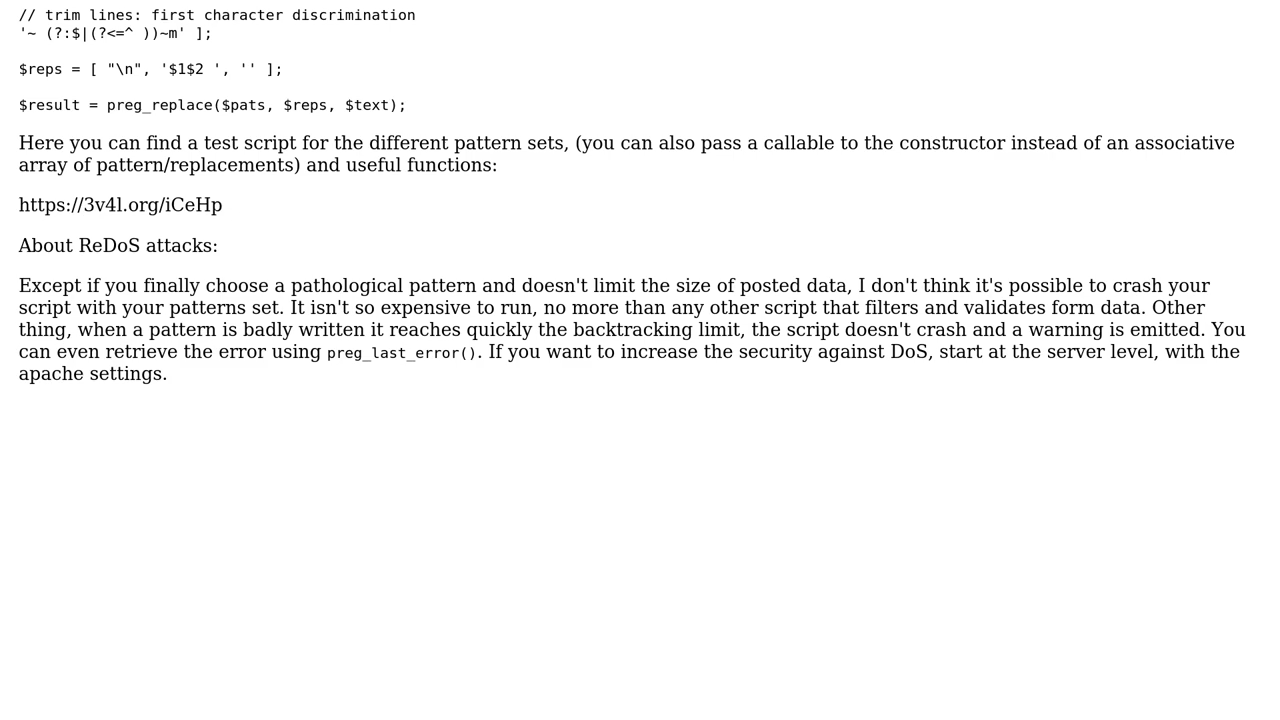 // trim lines: first character discrimination
'~ (?:$|(?<=^ ))~m' ];
$reps = [ "\n", '$1$2 ', '' ];
$result = preg_replace($pats, $reps, $text);
Here you can find a test script for the different pattern sets, (you can also pass a callable to the constructor instead of an associative
array of pattern/replacements) and useful functions:
https://3v4l.org/iCeHp
About ReDoS attacks:
Except if you finally choose a pathological pattern and doesn't limit the size of posted data, I don't think it's possible to crash your
script with your patterns set. It isn't so expensive to run, no more than any other script that filters and validates form data. Other
thing, when a pattern is badly written it reaches quickly the backtracking limit, the script doesn't crash and a warning is emitted. You
can even retrieve the error using preg_last_error(). If you want to increase the security against DoS, start at the server level, with the
apache settings.